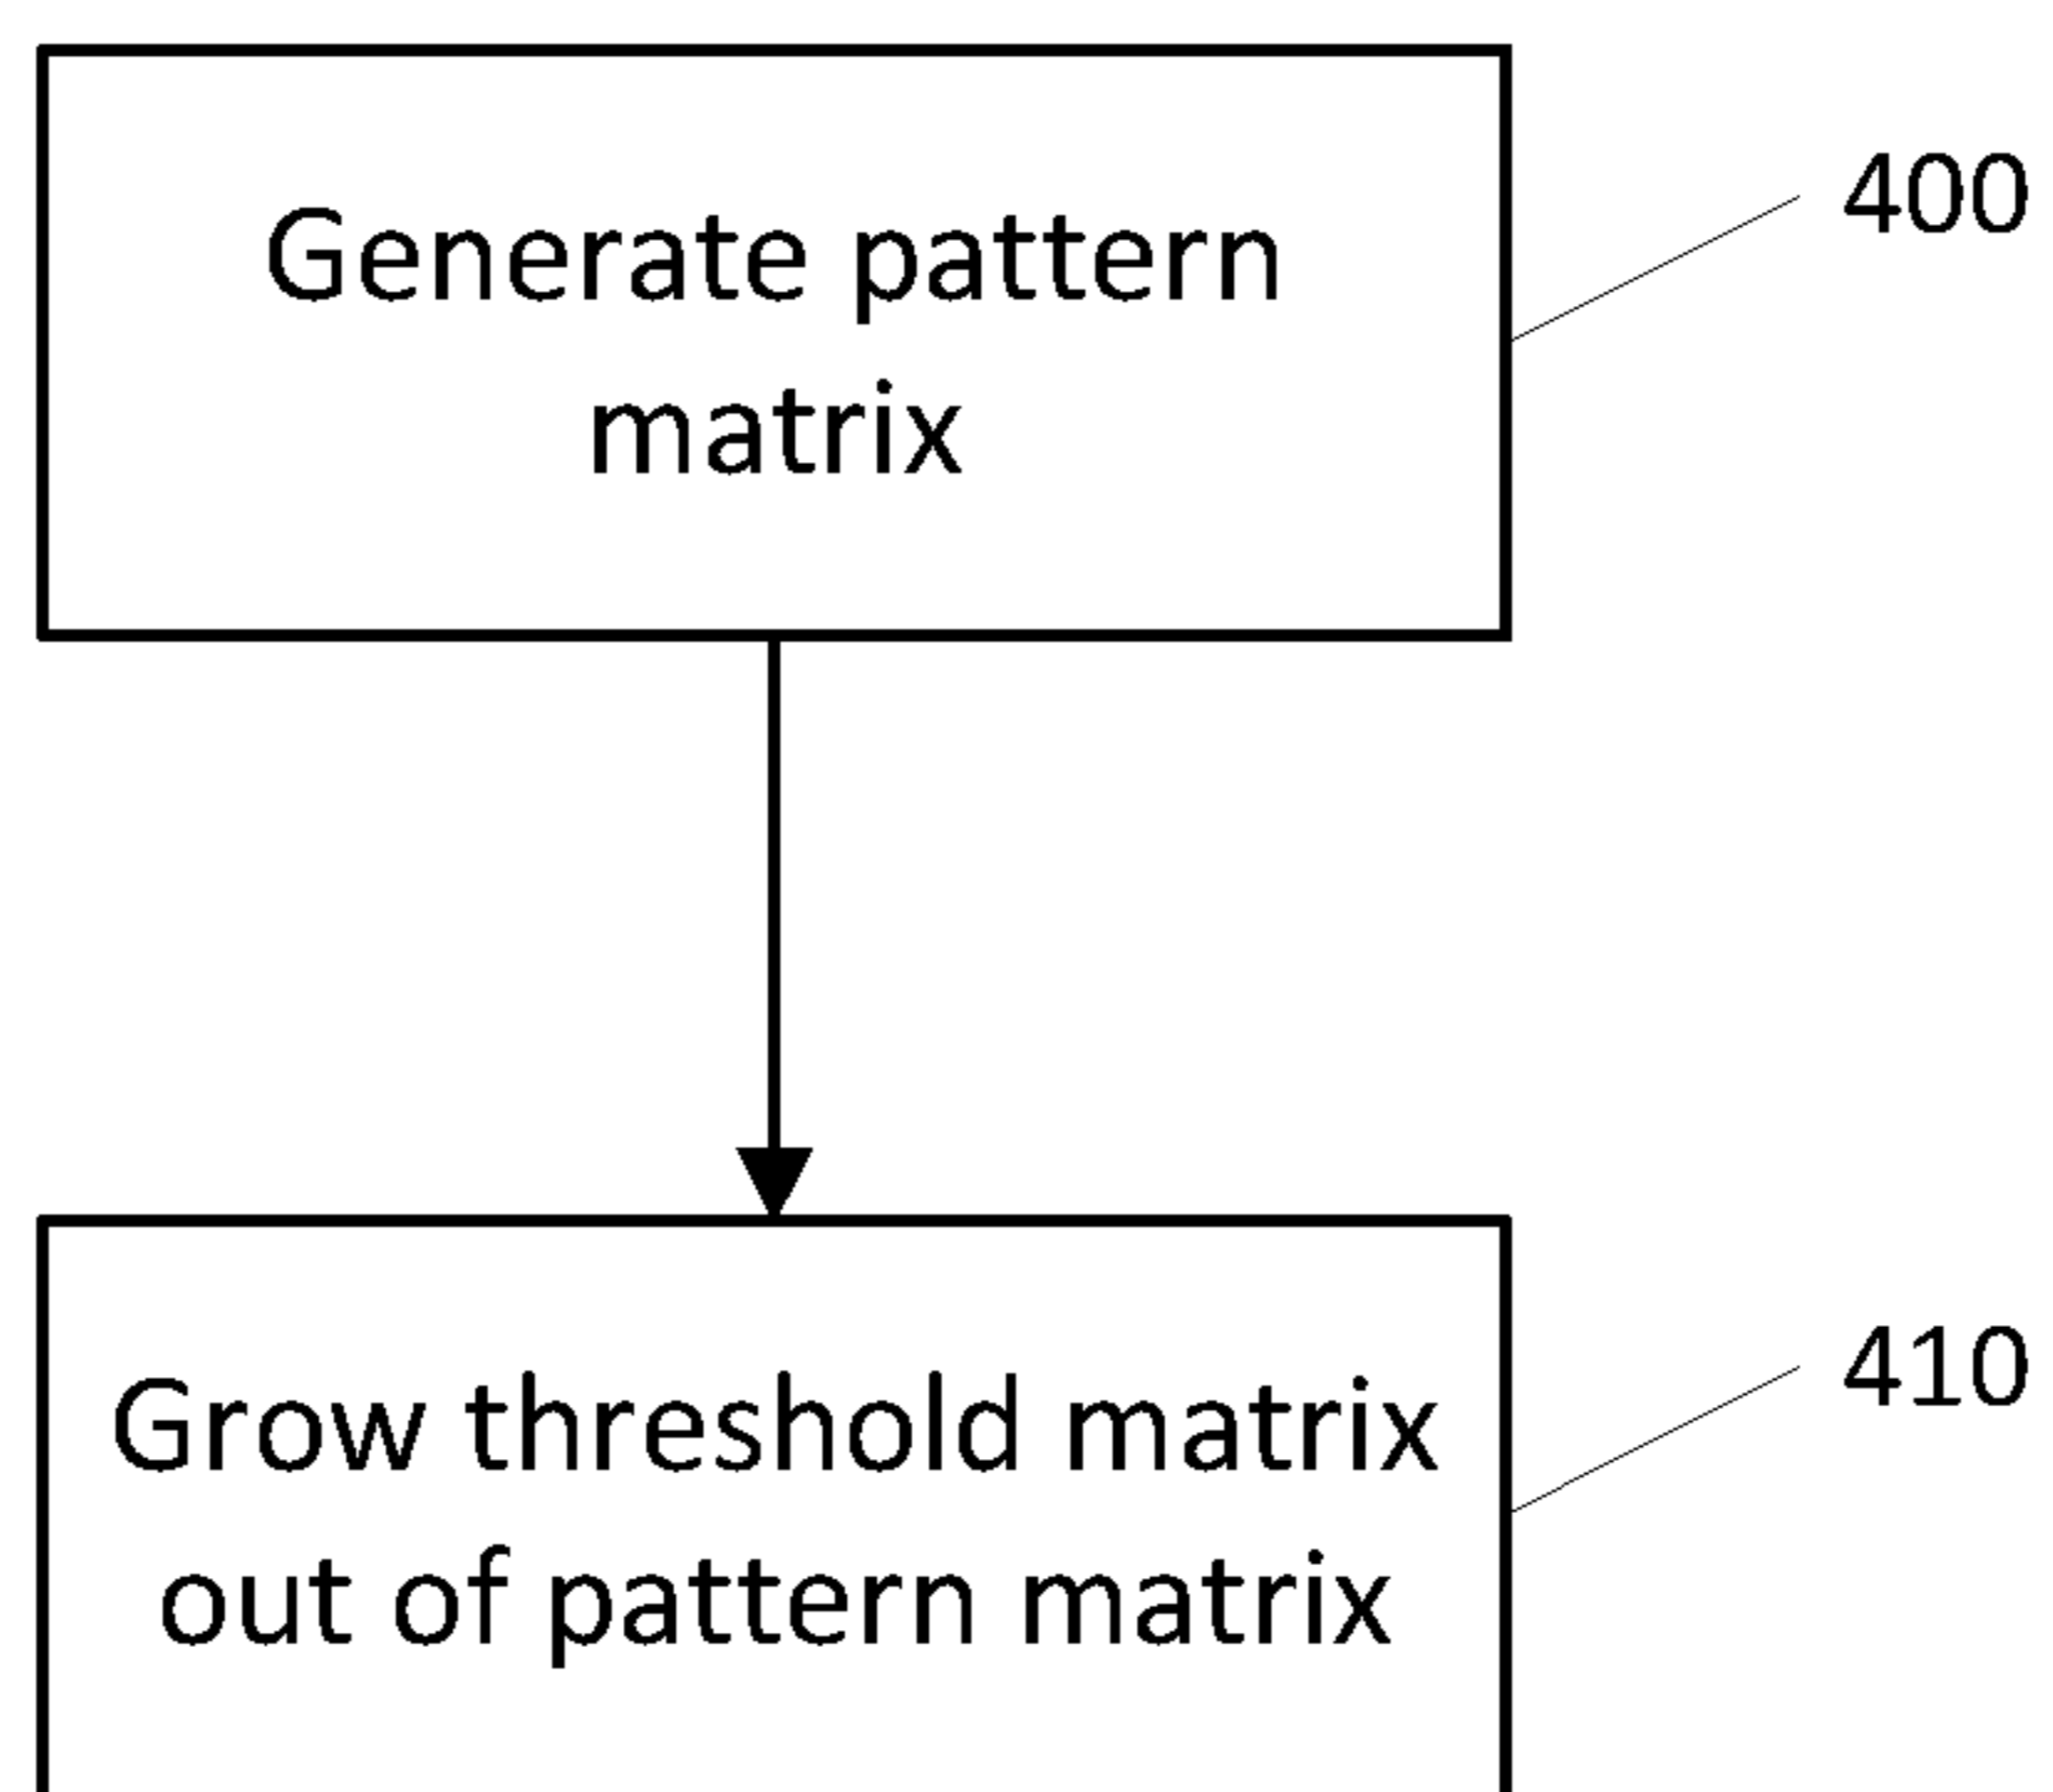 Generate pattern
matrix
400
Grow threshold matrix
out of pattern matrix
410